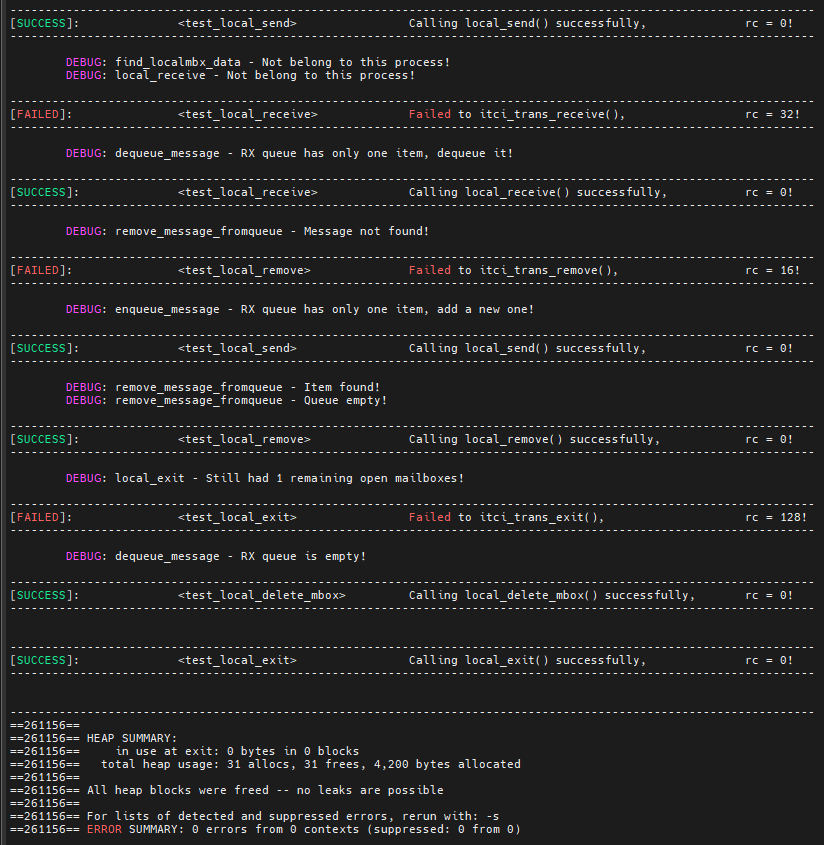 [SUCCESS]: <test_local_send> Calling local_send() successfully, rc = 0!
DEBUG: find_localmbx_data - Not belong to this process!
DEBUG: local_receive - Not belong to this process!
[FAILED]: <test_local_receive> Failed to itci_trans_receive(), rc = 32!
DEBUG: dequeue_message - RX queue has only one item, dequeue it!
[SUCCESS]: <test_local_receive> Calling local_receive() successfully, rc = 0!
DEBUG: remove_message_fromqueue - Message not found!
[FAILED]: <test_local_remove> Failed to itci_trans_remove(), rc = 16!
DEBUG: enqueue_message - RX queue has only one item, add a new one!
[SUCCESS]: <test_local_send> Calling local_send() successfully, rc = 0!
DEBUG: remove_message_fromqueue - Item found!
DEBUG: remove_message_fromqueue - Queue empty!
[SUCCESS]: <test_local_remove> Calling local_remove() successfully, rc = 0!
DEBUG: local_exit - Still had 1 remaining open mailboxes!
[FAILED]: <test_local_exit> Failed to itci_trans_exit(), rc = 128!
DEBUG: dequeue_message - RX queue is empty!
[SUCCESS]: <test_local_delete_mbox> Calling local_delete_mbox() successfully, rc = 0!
[SUCCESS]: <test_local_exit> Calling local_exit() successfully, rc = 0!
==261156==
==261156== HEAP SUMMARY:
==261156== in use at exit: 0 bytes in 0 blocks
==261156== total heap usage: 31 allocs, 31 frees, 4,200 bytes allocated
==261156==
==261156== All heap blocks were freed -- no leaks are possible
==261156==
==261156== For lists of detected and suppressed errors, rerun with: -s
==261156== ERROR SUMMARY: 0 errors from 0 contexts (suppressed: 0 from 0)